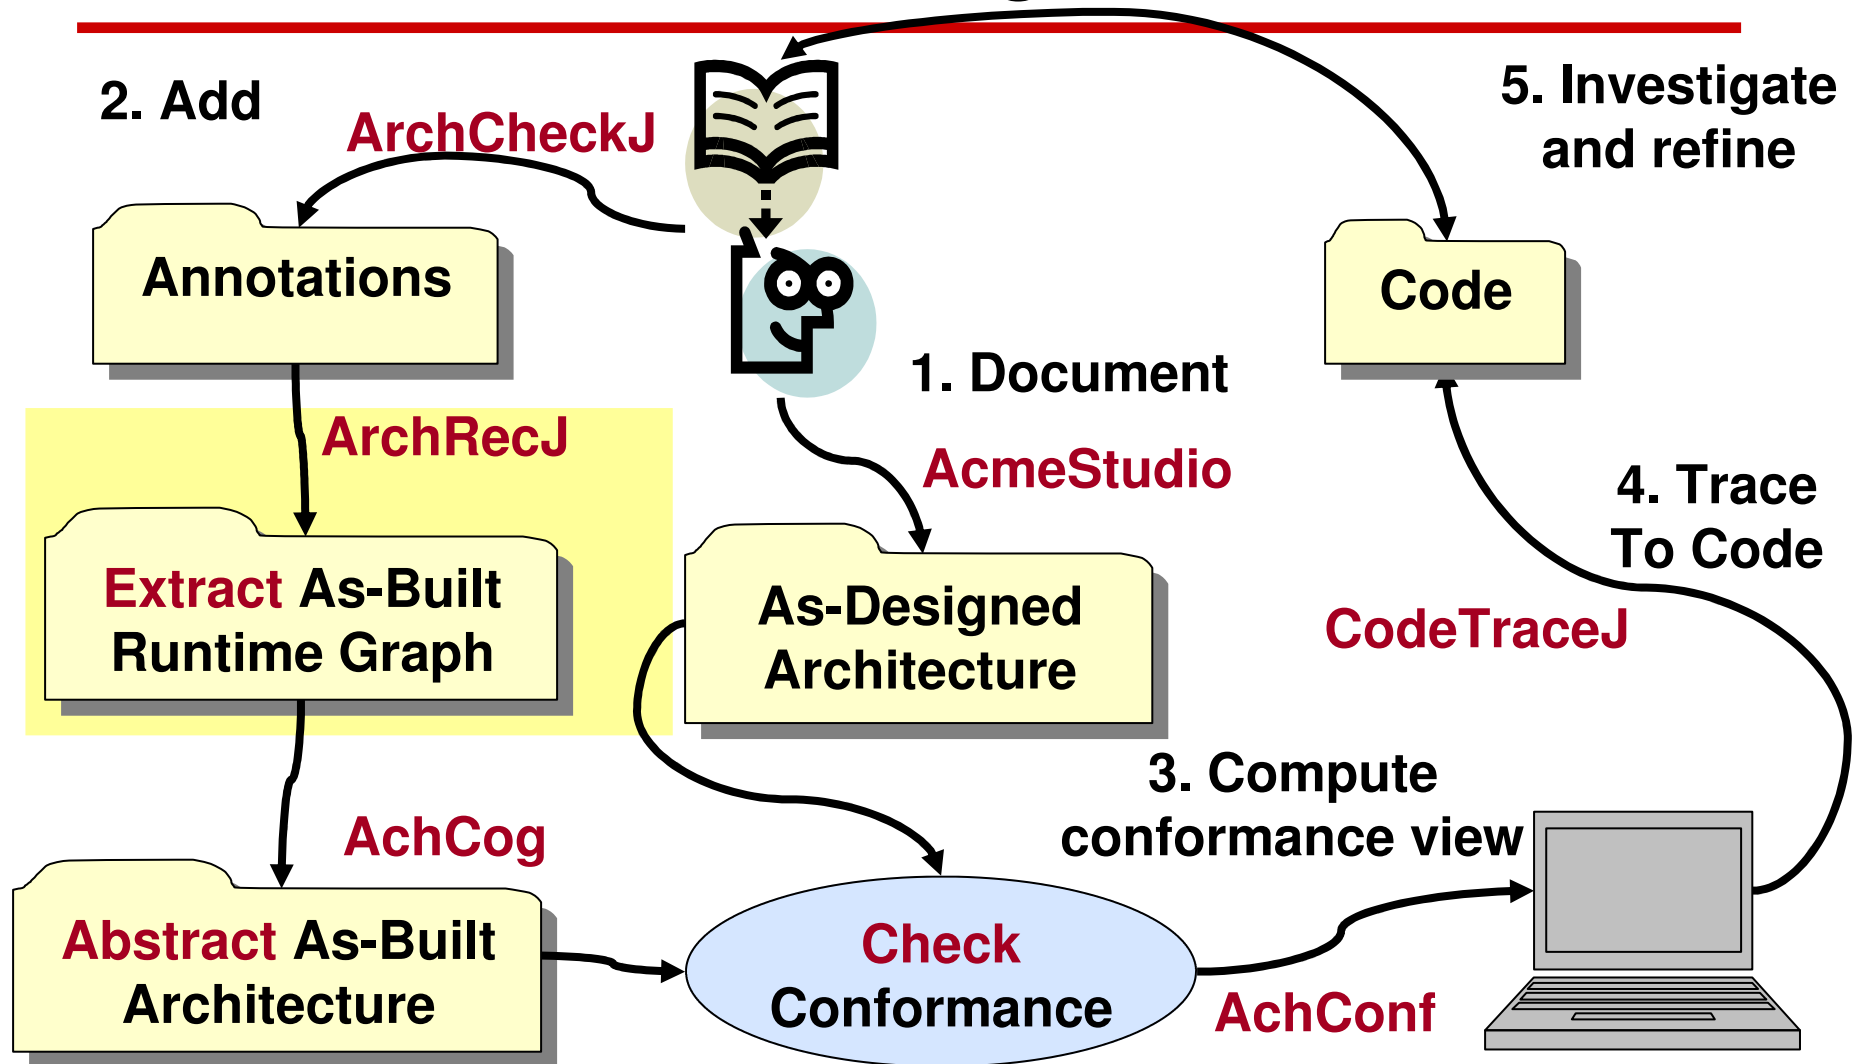 2. Add
ArchCheckJ
5. Investigate
and refine
Annotations
Code
1. Document
ArchRecJ
AcmeStudio
4. Trace
To Code
Extract As-Built
Runtime Graph
As-Designed
Architecture
CodeTraceJ
3. Compute
conformance view
AchCog
Abstract As-Built
Architecture
Check
Conformance
AchConf